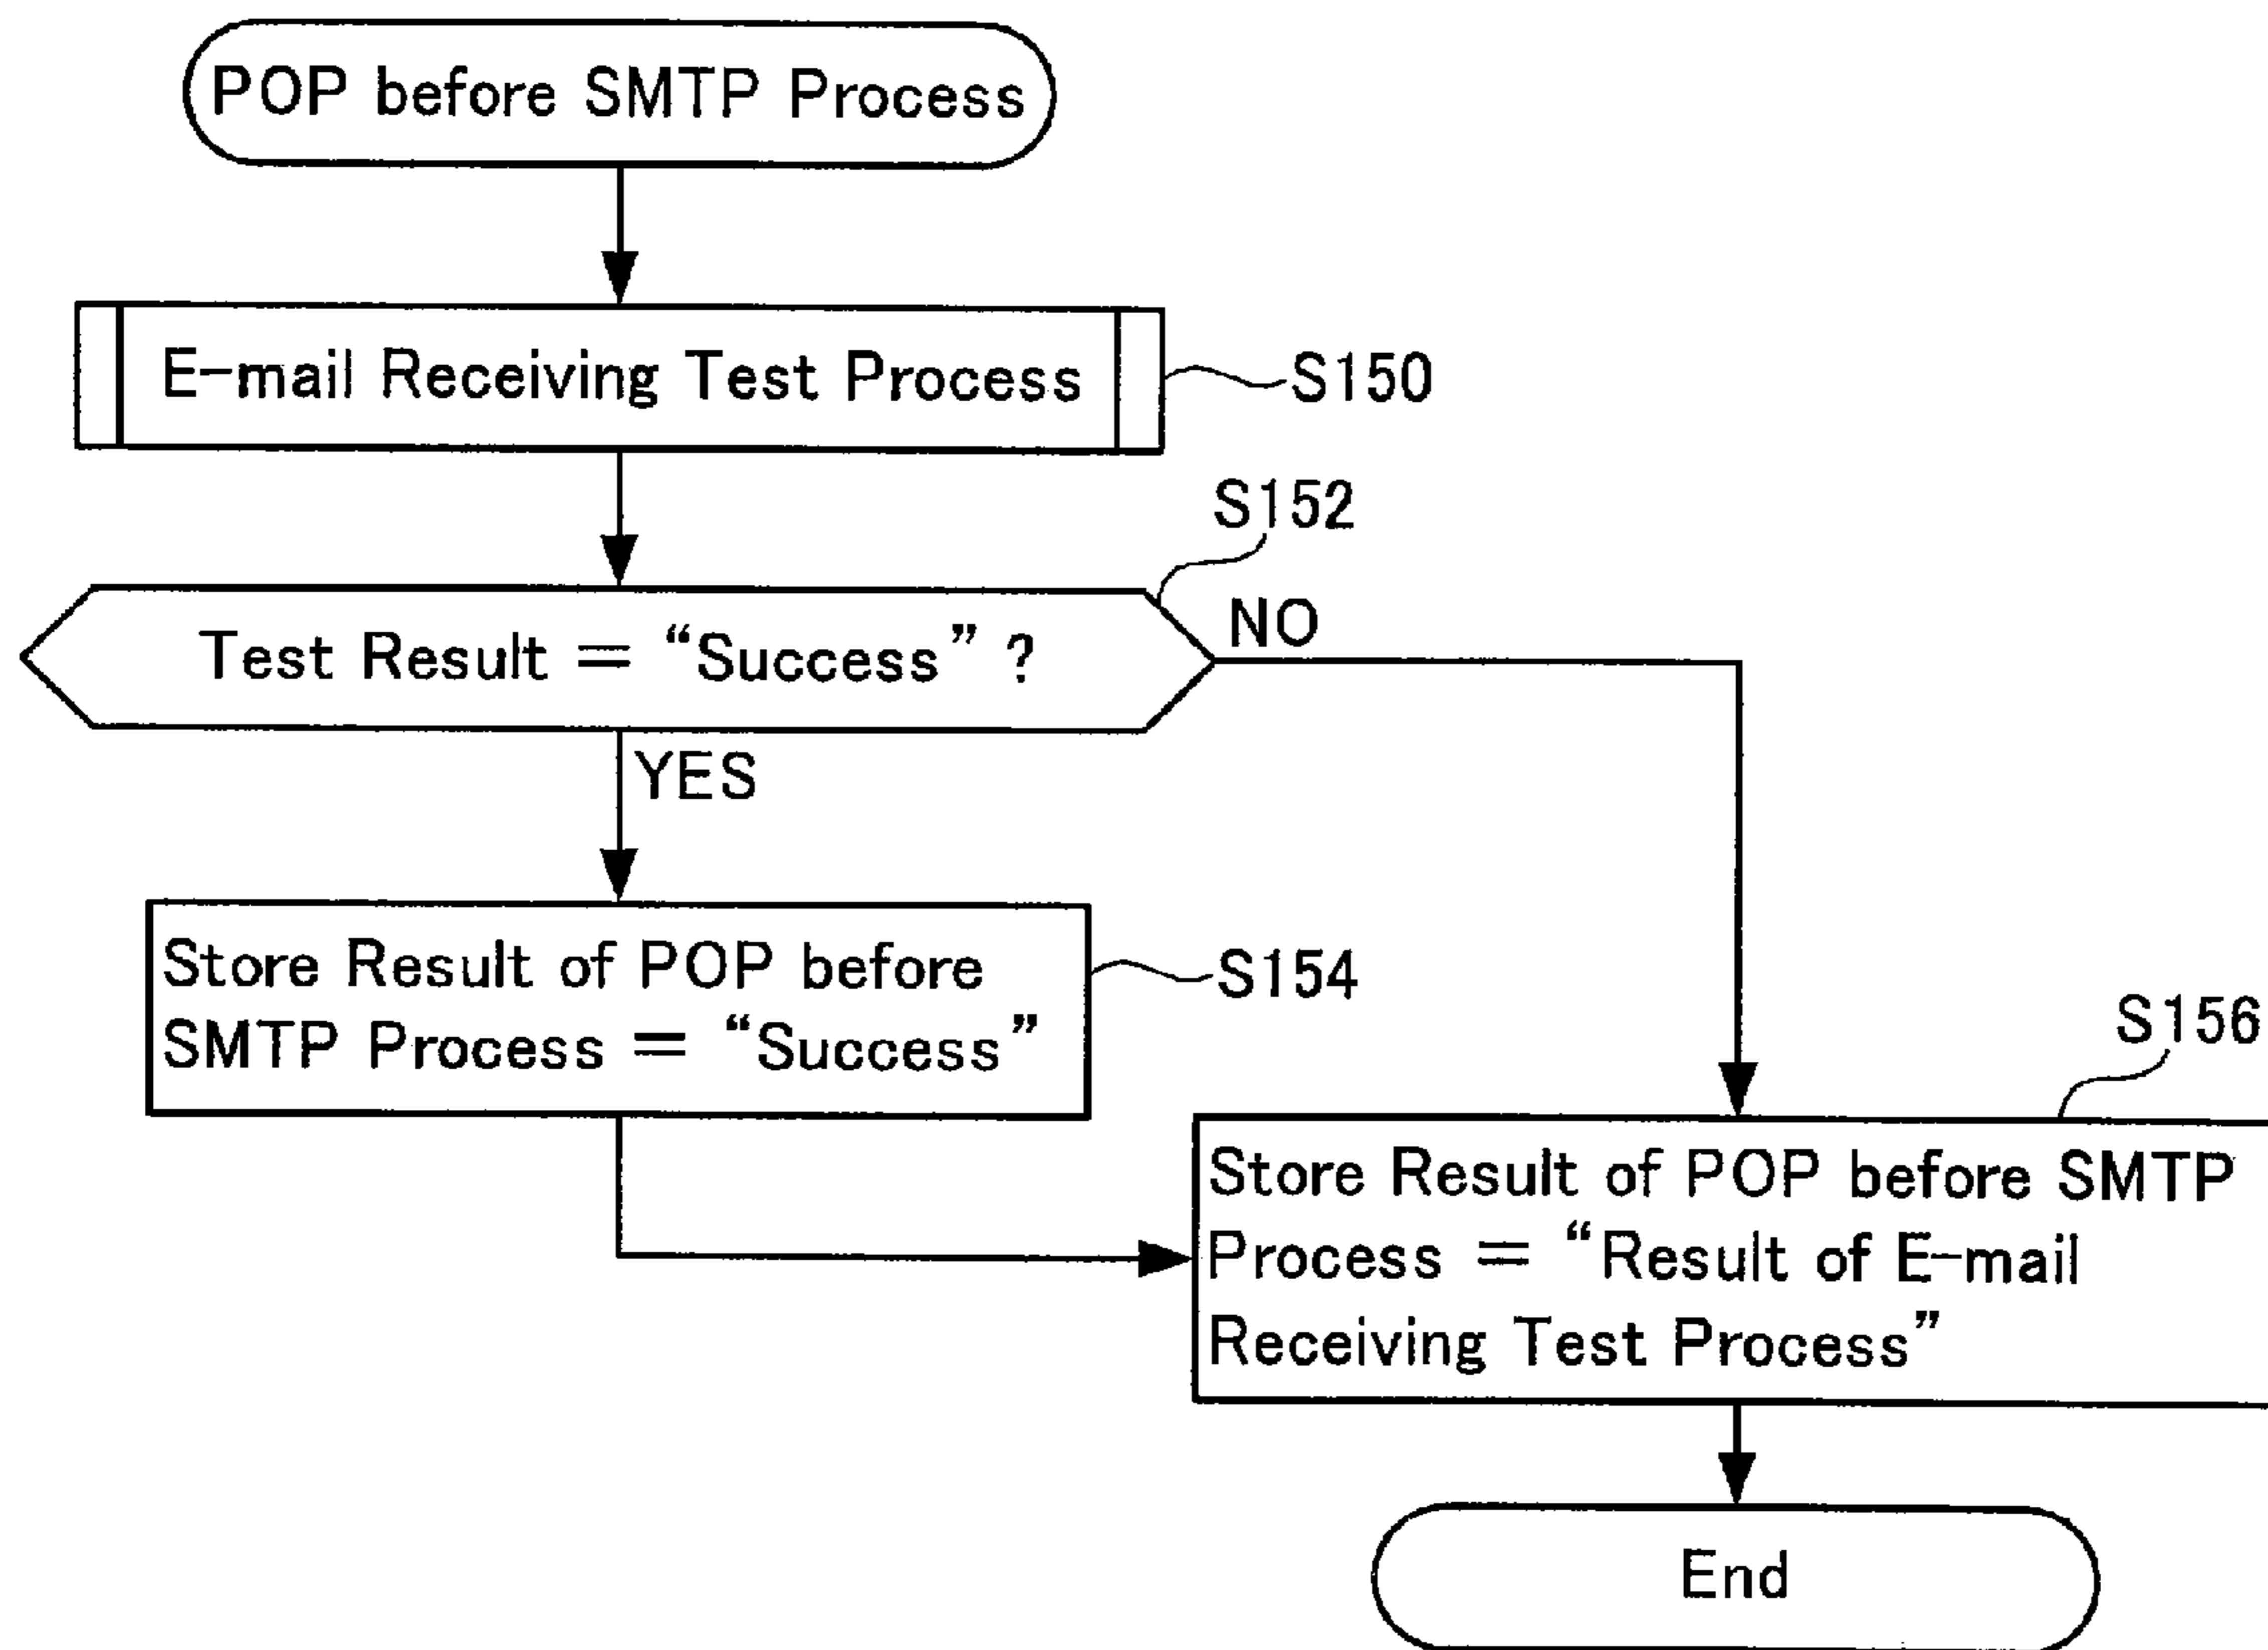 POP before SMTP Process
E-mail Receiving Test Process
S150
S152
Test Result = “Success” ?
NO
YES
Store Result of POP before
SMTP Process = “Success”
S154
S156
Store Result of POP before SMTP
Process = “Result of E-mail
Receiving Test Process”
End